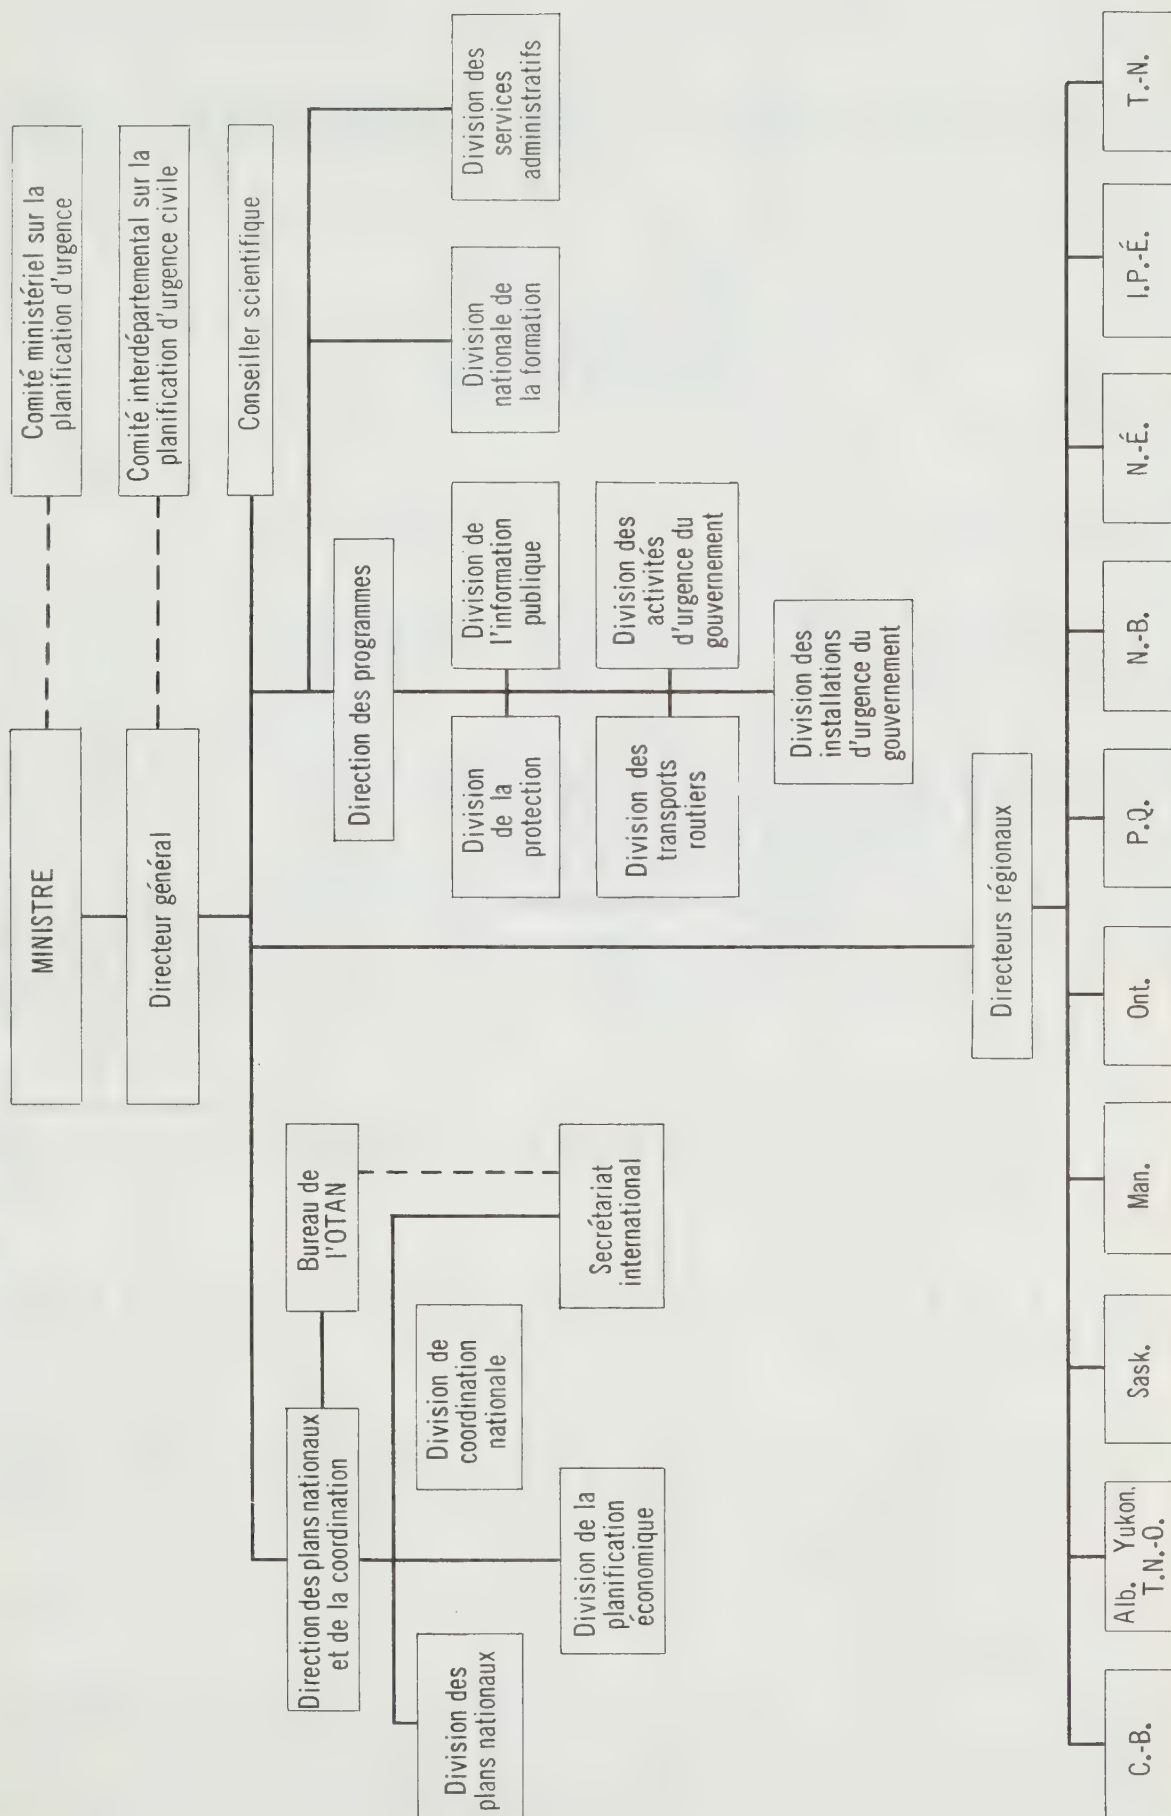 MINISTRE
Comité ministériel sur la
planification d'urgence
Directeur général
Comité interdépartemental sur la
planification d'urgence civile
Conseiller scientifique
Direction des plans nationaux
et de la coordination
Bureau de
l'OTAN
Direction des programmes
Division des
plans nationaux
Division de
coordination
nationale
Division de la
planification
économique
Secrétariat
international
Division
de la
protection
Division de
l'information
publique
Division
nationale de
la formation
Division des
services
administratifs
Division des
transports
routiers
Division des
activités
d'urgence du
gouvernement
Division des
installations
d'urgence du
gouvernement
Directeurs régionaux
C.-B.
Alb. Yukon,
T.N.-O.
Sask.
Man.
Ont.
P.Q.
N.-B.
N.-É.
I.P.-É.
T.-N.